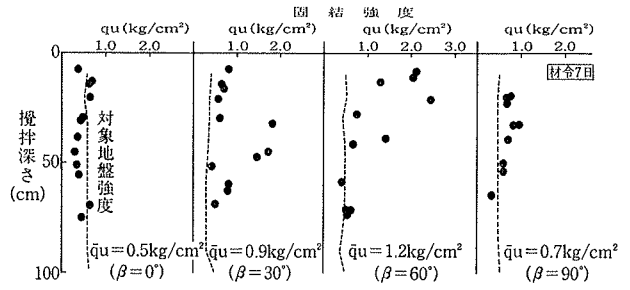 固結強度
qu(kg/cm²) qu(kg/cm²) qu(kg/cm²) qu(kg/cm²)
0 1.0 2.0 1.0 2.0 1.0 2.0 3.0 1.0 2.0
材令7日
攪拌深さ(cm)
対象地盤強度
50
q̄u=0.5kg/cm² q̄u=0.9kg/cm² q̄u=1.2kg/cm² q̄u=0.7kg/cm²
100 (β=0°) (β=30°) (β=60°) (β=90°)